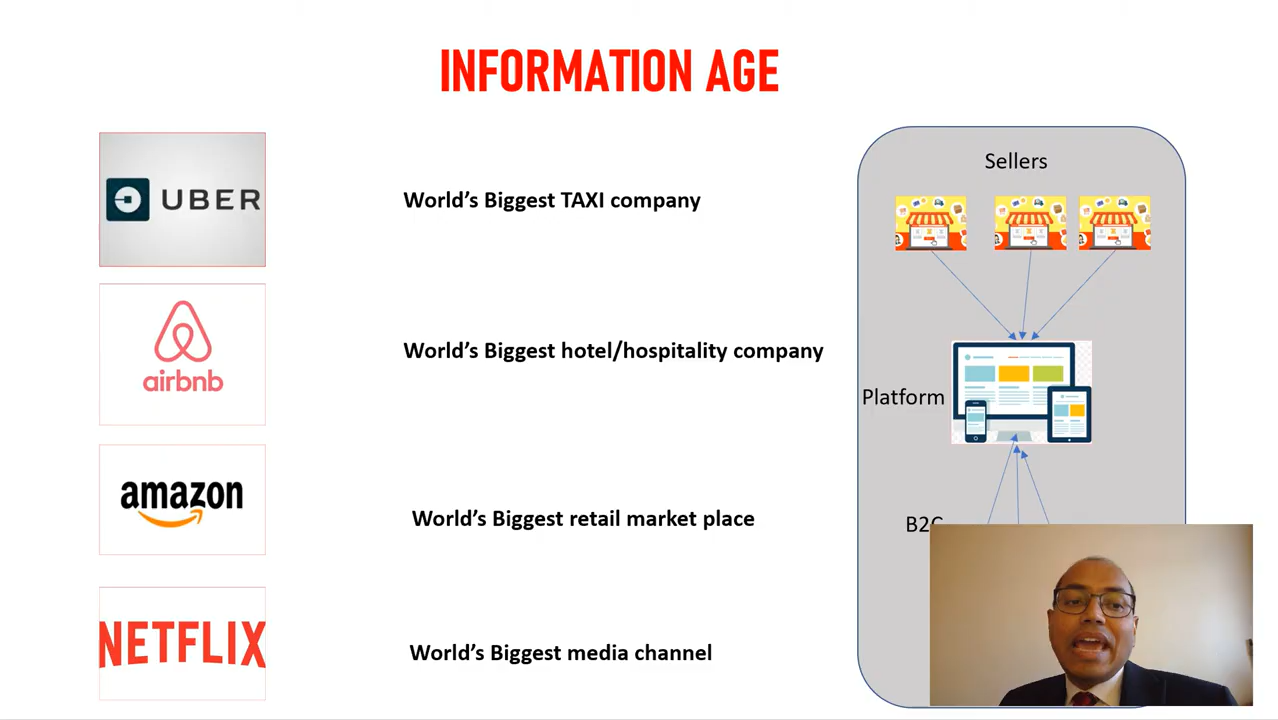 INFORMATION AGE
UBER
World's Biggest TAXI company
airbnb
World's Biggest hotel/hospitality company
amazon
World's Biggest retail market place
NETFLIX
World's Biggest media channel
Sellers
Platform
B2C